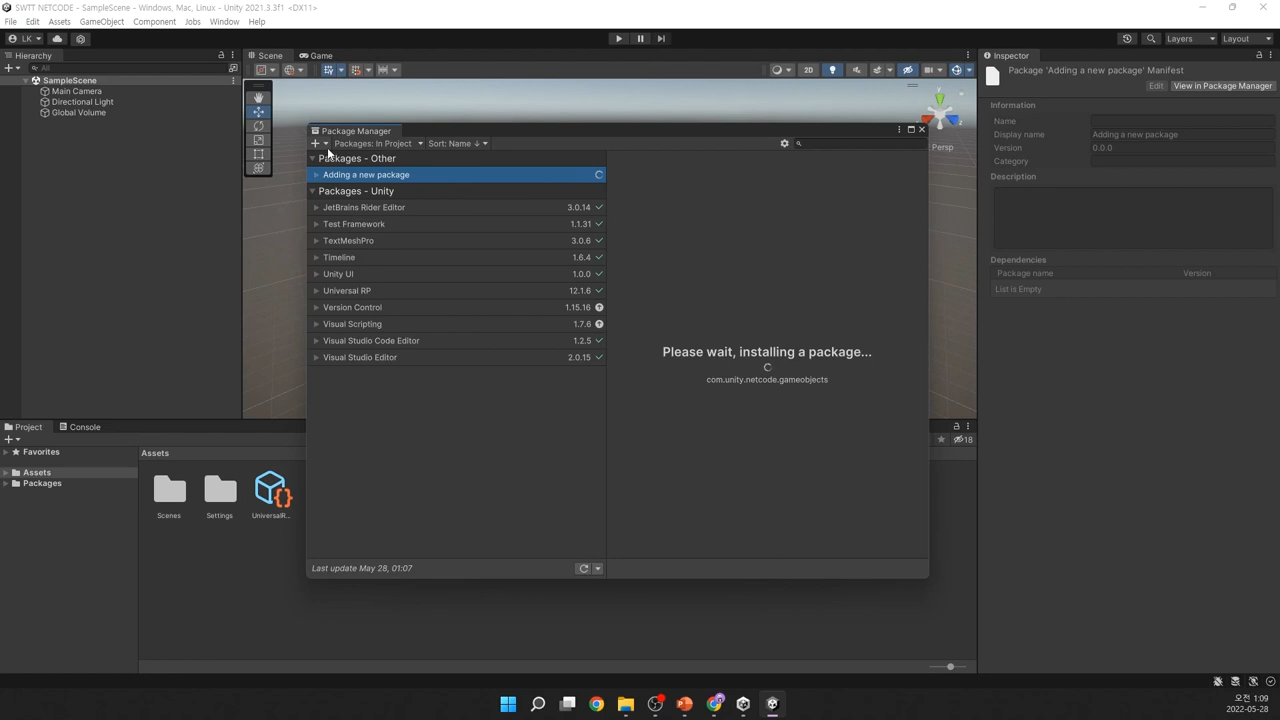 SWTT NETCODE - SampleScene - Windows, Mac, Linux - Unity 2021.3.3f1 <DX11>
File Edit Assets GameObject Component Jobs Window Help
LK
Layers
Layout
Hierarchy
All
SampleScene
Main Camera
Directional Light
Global Volume
Scene
Game
2D
Persp
Package Manager
Packages: In Project
Sort: Name ↓
Packages - Other
Adding a new package
Packages - Unity
JetBrains Rider Editor 3.0.14
Test Framework 1.1.31
TextMeshPro 3.0.6
Timeline 1.6.4
Unity UI 1.0.0
Universal RP 12.1.6
Version Control 1.15.16
Visual Scripting 1.7.6
Visual Studio Code Editor 1.2.5
Visual Studio Editor 2.0.15
Last update May 28, 01:07
Please wait, installing a package...
com.unity.netcode.gameobjects
Inspector
Package 'Adding a new package' Manifest
Edit
View in Package Manager
Information
Name
Display name Adding a new package
Version 0.0.0
Category
Description
Dependencies
Package name Version
List is Empty
Project
Console
18
Favorites
Assets
Packages
Assets
Scenes
Settings
UniversalR...
오전 1:09
2022-05-28